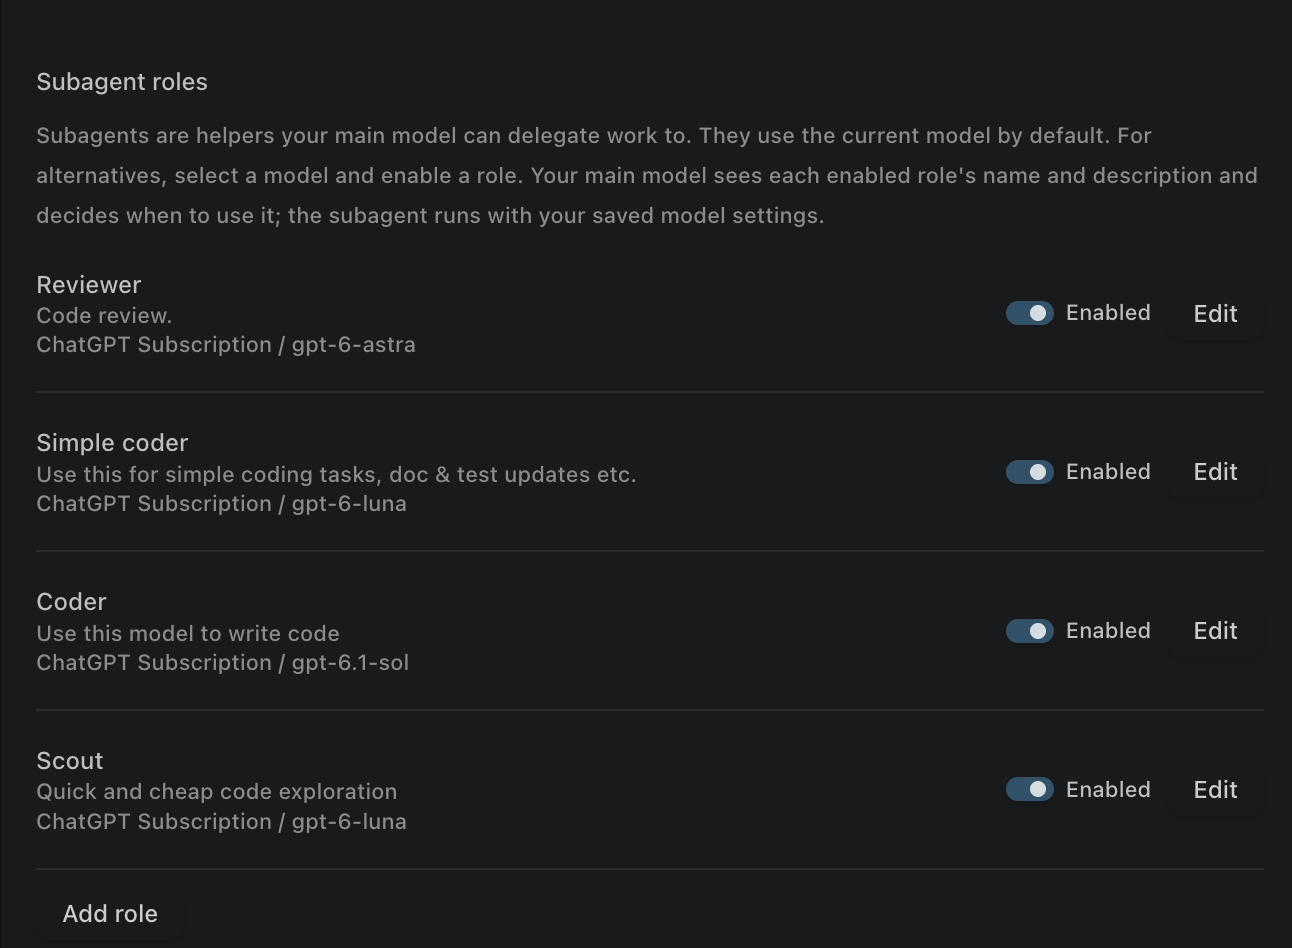 Subagent roles
Subagents are helpers your main model can delegate work to. They use the current model by default. For
alternatives, select a model and enable a role. Your main model sees each enabled role's name and description and
decides when to use it; the subagent runs with your saved model settings.
Reviewer
Code review.
ChatGPT Subscription / gpt-6-astra
Enabled
Edit
Simple coder
Use this for simple coding tasks, doc & test updates etc.
ChatGPT Subscription / gpt-6-luna
Enabled
Edit
Coder
Use this model to write code
ChatGPT Subscription / gpt-6.1-sol
Enabled
Edit
Scout
Quick and cheap code exploration
ChatGPT Subscription / gpt-6-luna
Enabled
Edit
Add role